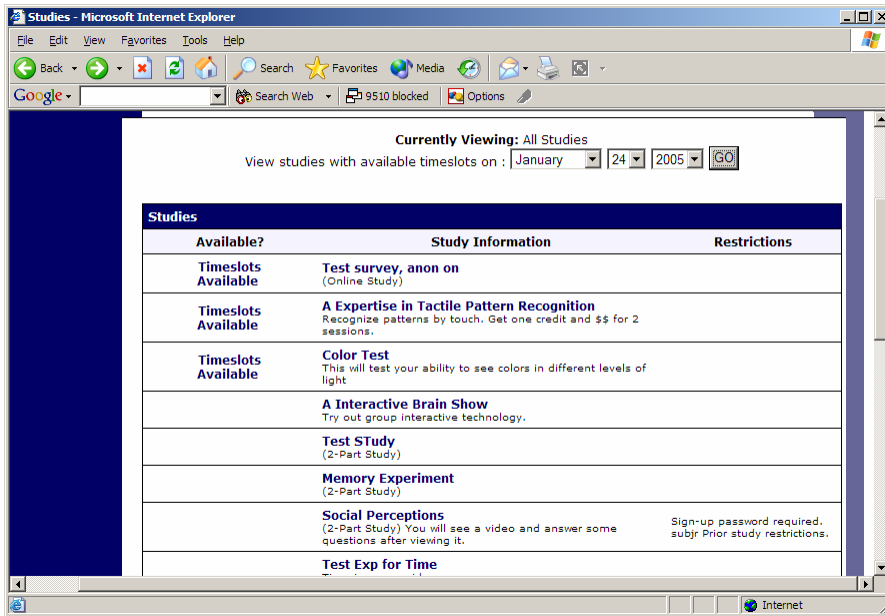 Studies - Microsoft Internet Explorer
File Edit View Favorites Tools Help
Back Search Favorites Media
Google Search Web 9510 blocked Options
Currently Viewing: All Studies
View studies with available timeslots on : January 24 2005 GO
Studies
Available? Study Information Restrictions
Timeslots Available
Test survey, anon on
(Online Study)
Timeslots Available
A Expertise in Tactile Pattern Recognition
Recognize patterns by touch. Get one credit and $$ for 2
sessions.
Timeslots Available
Color Test
This will test your ability to see colors in different levels of
light
A Interactive Brain Show
Try out group interactive technology.
Test STudy
(2-Part Study)
Memory Experiment
(2-Part Study)
Social Perceptions
(2-Part Study) You will see a video and answer some
questions after viewing it.
Sign-up password required.
subjr Prior study restrictions.
Test Exp for Time
Internet